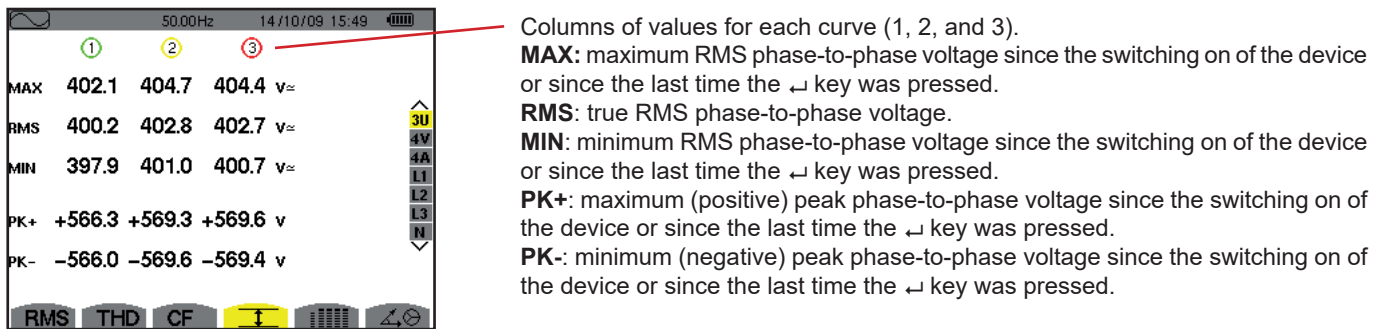 50.00Hz 14/10/09 15:49
1 2 3
MAX 402.1 404.7 404.4 V≃
RMS 400.2 402.8 402.7 V≃
MIN 397.9 401.0 400.7 V≃
PK+ +566.3 +569.3 +569.6 V
PK- -566.0 -569.6 -569.4 V
3U
4V
4A
L1
L2
L3
N
RMS THD CF
Columns of values for each curve (1, 2, and 3).
MAX: maximum RMS phase-to-phase voltage since the switching on of the device
or since the last time the ↵ key was pressed.
RMS: true RMS phase-to-phase voltage.
MIN: minimum RMS phase-to-phase voltage since the switching on of the device
or since the last time the ↵ key was pressed.
PK+: maximum (positive) peak phase-to-phase voltage since the switching on of
the device or since the last time the ↵ key was pressed.
PK-: minimum (negative) peak phase-to-phase voltage since the switching on of
the device or since the last time the ↵ key was pressed.